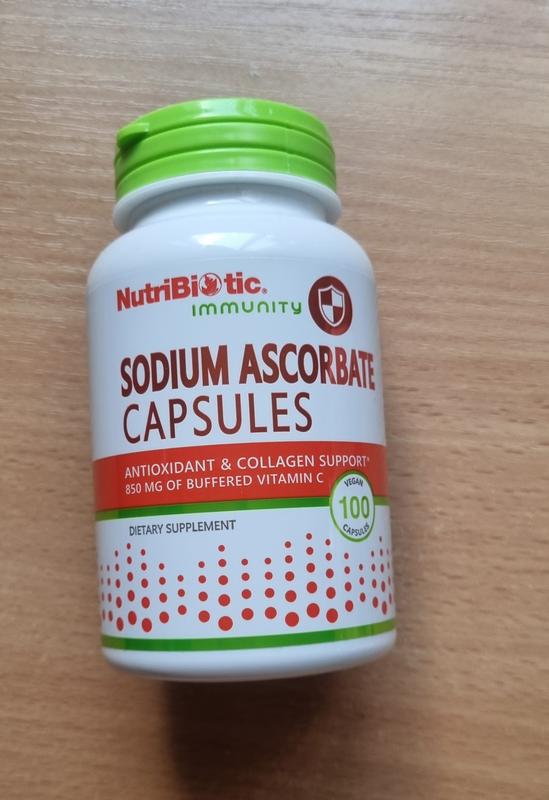 NutriBiotic®
immunity
SODIUM ASCORBATE
CAPSULES
ANTIOXIDANT & COLLAGEN SUPPORT*
850 MG OF BUFFERED VITAMIN C
VEGAN
100
CAPSULES
DIETARY SUPPLEMENT